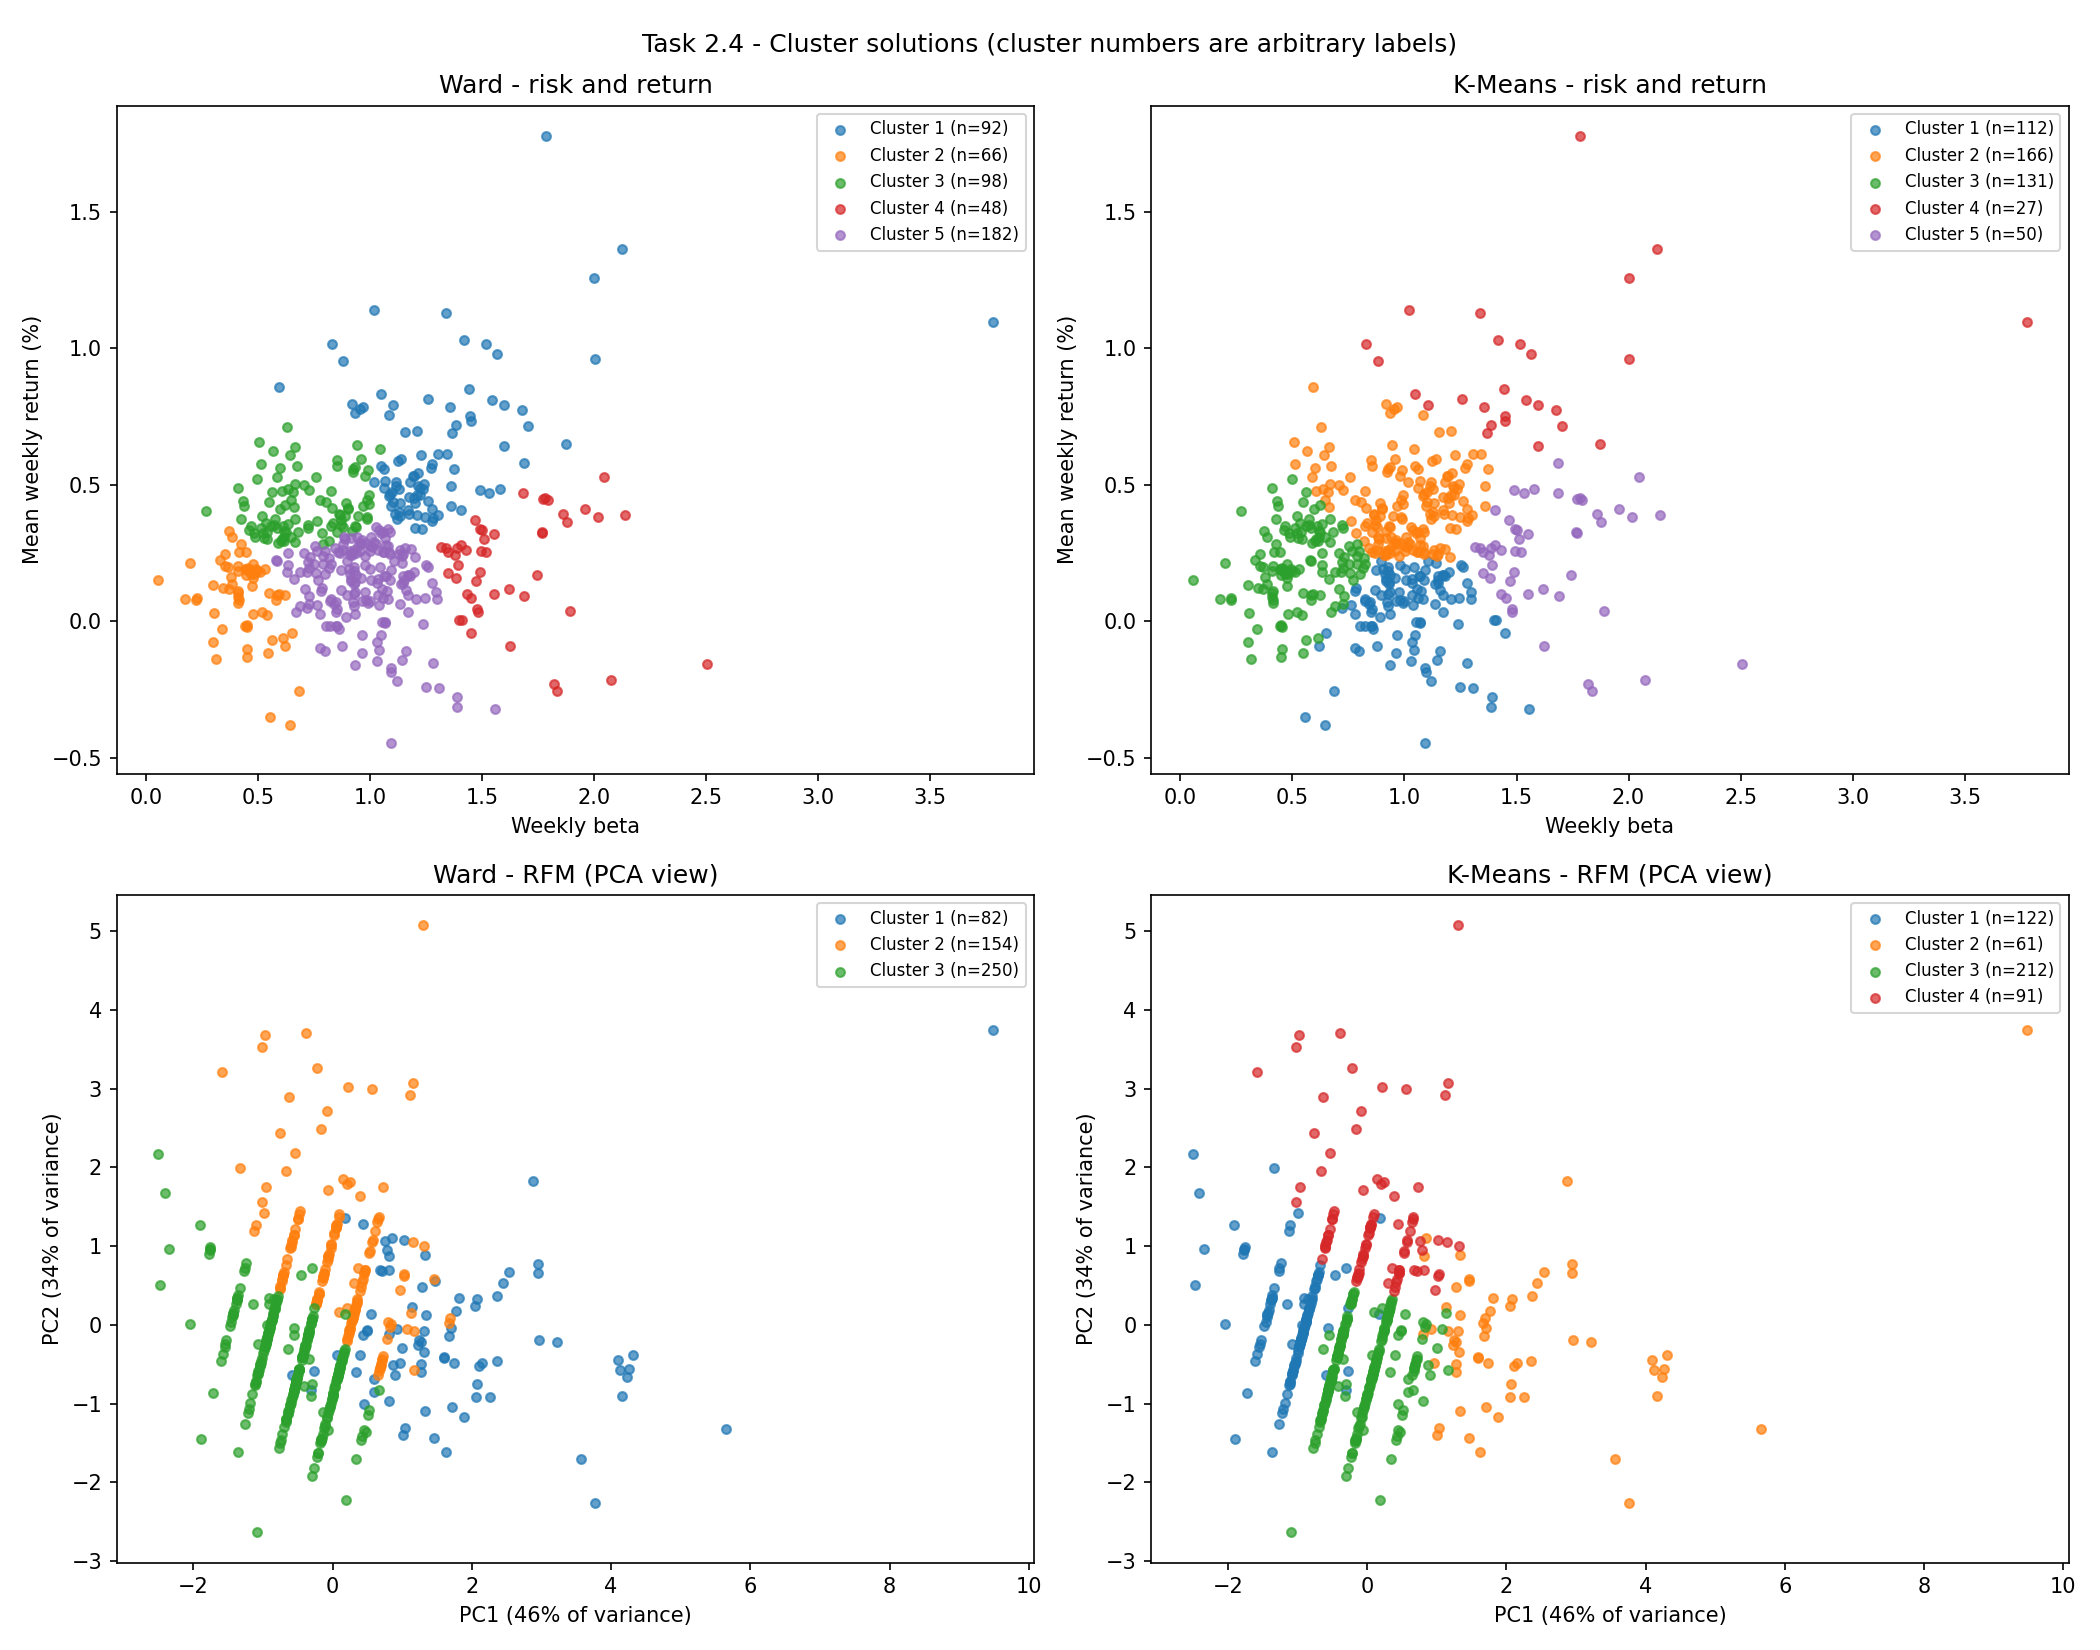 Task 2.4 - Cluster solutions (cluster numbers are arbitrary labels)
Ward - risk and return
Cluster 1 (n=92)
Cluster 2 (n=66)
Cluster 3 (n=98)
Cluster 4 (n=48)
Cluster 5 (n=182)
Mean weekly return (%)
1.5
1.0
0.5
0.0
−0.5
0.0 0.5 1.0 1.5 2.0 2.5 3.0 3.5
Weekly beta
K-Means - risk and return
Cluster 1 (n=112)
Cluster 2 (n=166)
Cluster 3 (n=131)
Cluster 4 (n=27)
Cluster 5 (n=50)
Mean weekly return (%)
1.5
1.0
0.5
0.0
−0.5
0.0 0.5 1.0 1.5 2.0 2.5 3.0 3.5
Weekly beta
Ward - RFM (PCA view)
Cluster 1 (n=82)
Cluster 2 (n=154)
Cluster 3 (n=250)
PC2 (34% of variance)
5
4
3
2
1
0
−1
−2
−3
−2 0 2 4 6 8 10
PC1 (46% of variance)
K-Means - RFM (PCA view)
Cluster 1 (n=122)
Cluster 2 (n=61)
Cluster 3 (n=212)
Cluster 4 (n=91)
PC2 (34% of variance)
5
4
3
2
1
0
−1
−2
−3
−2 0 2 4 6 8 10
PC1 (46% of variance)